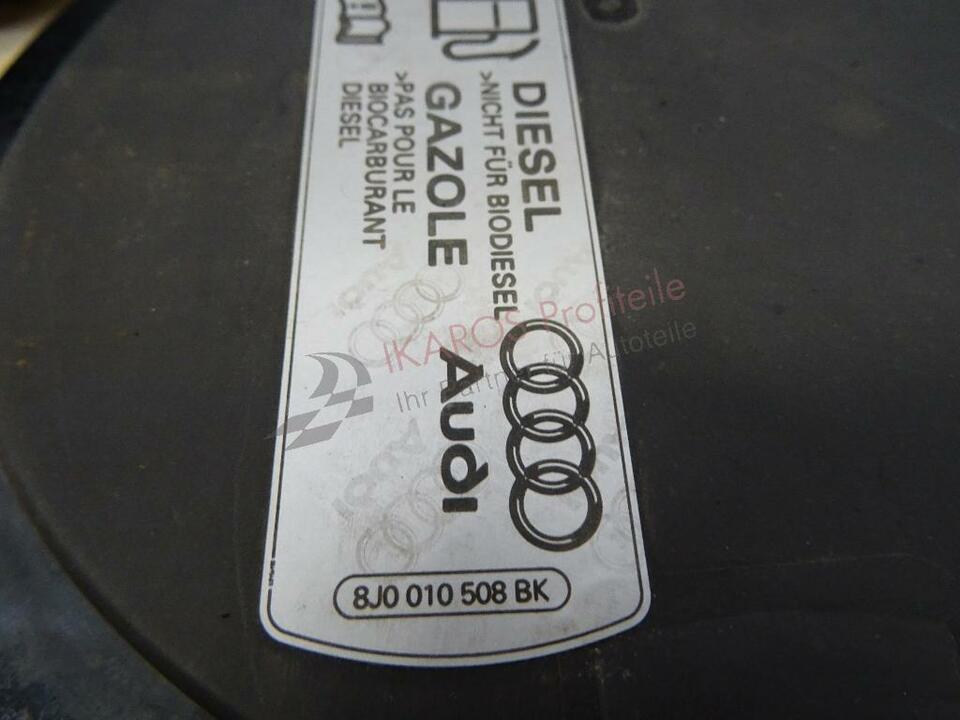 DIESEL
>NICHT FÜR BIODIESEL
GAZOLE
>PAS POUR LE
BIOCARBURANT
DIESEL
Audi
8J0 010 508 BK
IKAROS Profiteile
Ihr Partner für Autoteile